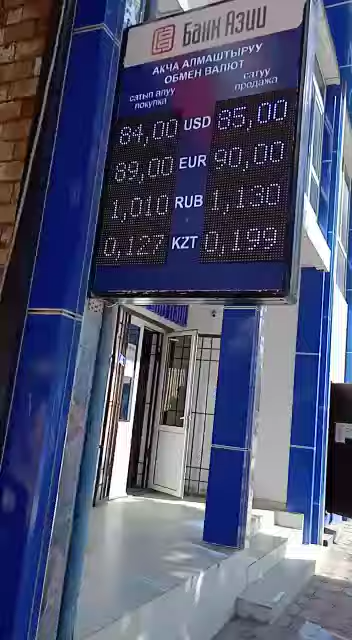 Банк Азии
АКЧА АЛМАШТЫРУУ
ОБМЕН ВАЛЮТ
сатып алуу сатуу
покупка продажа
84,00 USD 85,00
89,00 EUR 90,00
1,010 RUB 1,130
0,127 KZT 0,199